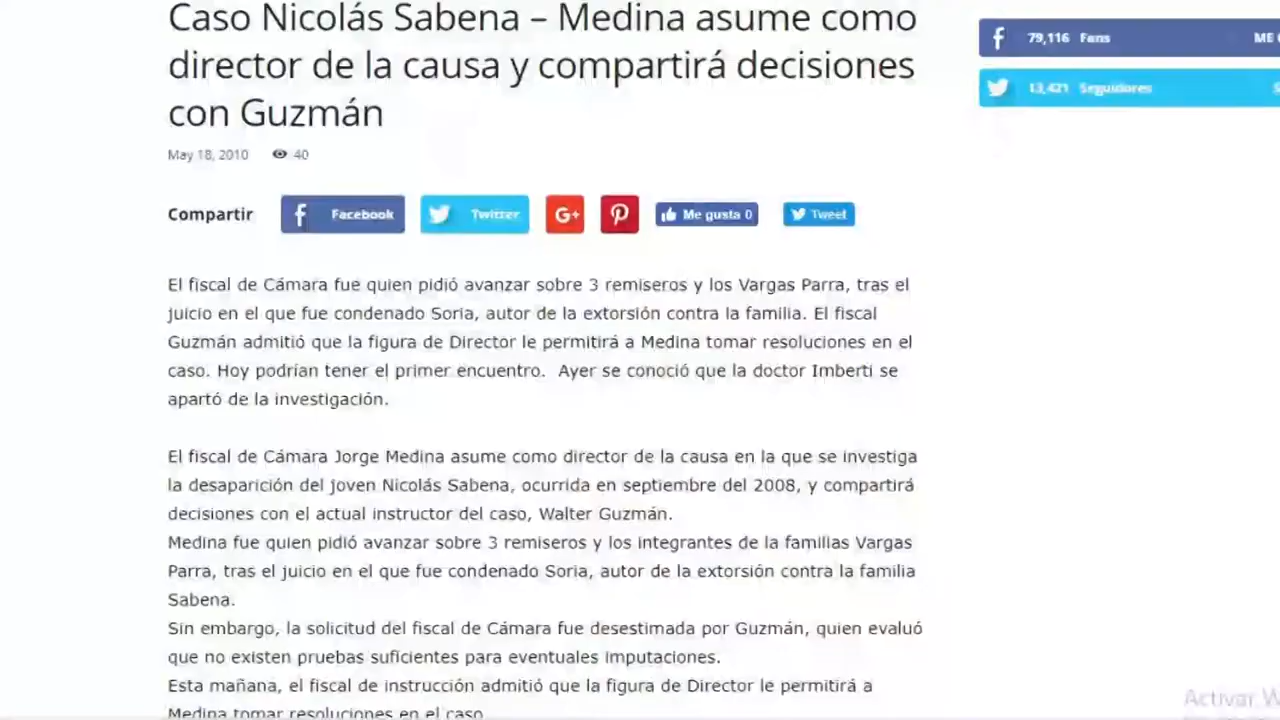 Caso Nicolás Sabena – Medina asume como
director de la causa y compartirá decisiones
con Guzmán
79,116 Fans
ME
13,421 Seguidores
May 18, 2010 40
Compartir Facebook Twitter G+ Me gusta 0 Tweet
El fiscal de Cámara fue quien pidió avanzar sobre 3 remiseros y los Vargas Parra, tras el
juicio en el que fue condenado Soria, autor de la extorsión contra la familia. El fiscal
Guzmán admitió que la figura de Director le permitirá a Medina tomar resoluciones en el
caso. Hoy podrían tener el primer encuentro.  Ayer se conoció que la doctor Imberti se
apartó de la investigación.
El fiscal de Cámara Jorge Medina asume como director de la causa en la que se investiga
la desaparición del joven Nicolás Sabena, ocurrida en septiembre del 2008, y compartirá
decisiones con el actual instructor del caso, Walter Guzmán.
Medina fue quien pidió avanzar sobre 3 remiseros y los integrantes de la familias Vargas
Parra, tras el juicio en el que fue condenado Soria, autor de la extorsión contra la familia
Sabena.
Sin embargo, la solicitud del fiscal de Cámara fue desestimada por Guzmán, quien evaluó
que no existen pruebas suficientes para eventuales imputaciones.
Esta mañana, el fiscal de instrucción admitió que la figura de Director le permitirá a
Medina tomar resoluciones en el caso
Activar